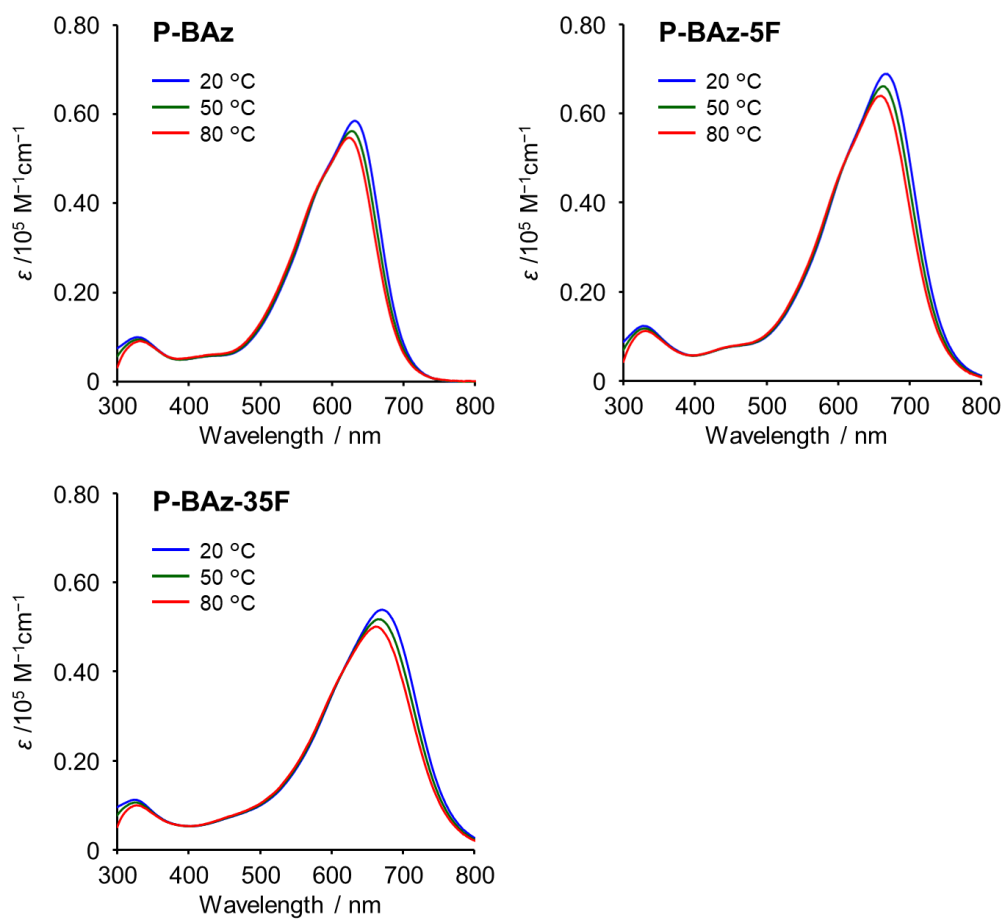 P-BAz
20 °C
50 °C
80 °C
0.80
0.60
0.40
0.20
0
ε /10⁵ M⁻¹cm⁻¹
300 400 500 600 700 800
Wavelength / nm
P-BAz-5F
20 °C
50 °C
80 °C
0.80
0.60
0.40
0.20
0
ε /10⁵ M⁻¹cm⁻¹
300 400 500 600 700 800
Wavelength / nm
P-BAz-35F
20 °C
50 °C
80 °C
0.80
0.60
0.40
0.20
0
ε /10⁵ M⁻¹cm⁻¹
300 400 500 600 700 800
Wavelength / nm